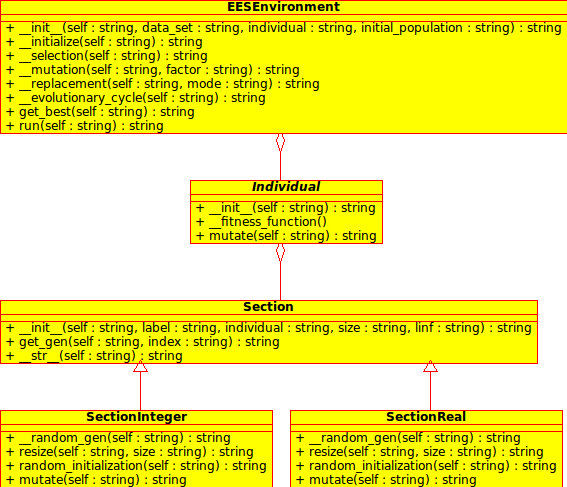 EESEnvironment
+ __init__(self : string, data_set : string, individual : string, initial_population : string) : string
+ __initialize(self : string) : string
+ __selection(self : string) : string
+ __mutation(self : string, factor : string) : string
+ __replacement(self : string, mode : string) : string
+ __evolutionary_cycle(self : string) : string
+ get_best(self : string) : string
+ run(self : string) : string
Individual
+ __init__(self : string) : string
+ __fitness_function()
+ mutate(self : string) : string
Section
+ __init__(self : string, label : string, individual : string, size : string, linf : string) : string
+ get_gen(self : string, index : string) : string
+ __str__(self : string) : string
SectionInteger
+ __random_gen(self : string) : string
+ resize(self : string, size : string) : string
+ random_initialization(self : string) : string
+ mutate(self : string) : string
SectionReal
+ __random_gen(self : string) : string
+ resize(self : string, size : string) : string
+ random_initialization(self : string) : string
+ mutate(self : string) : string